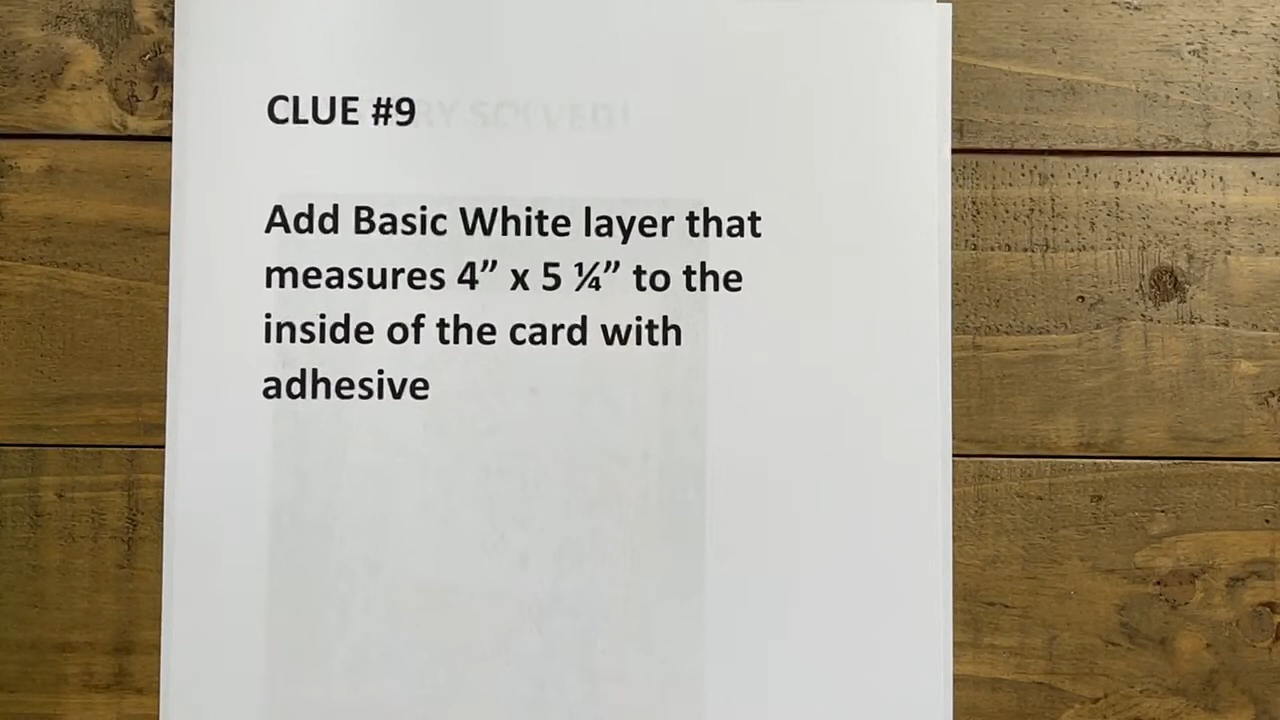 CLUE #9
Add Basic White layer that
measures 4” x 5 ¼” to the
inside of the card with
adhesive